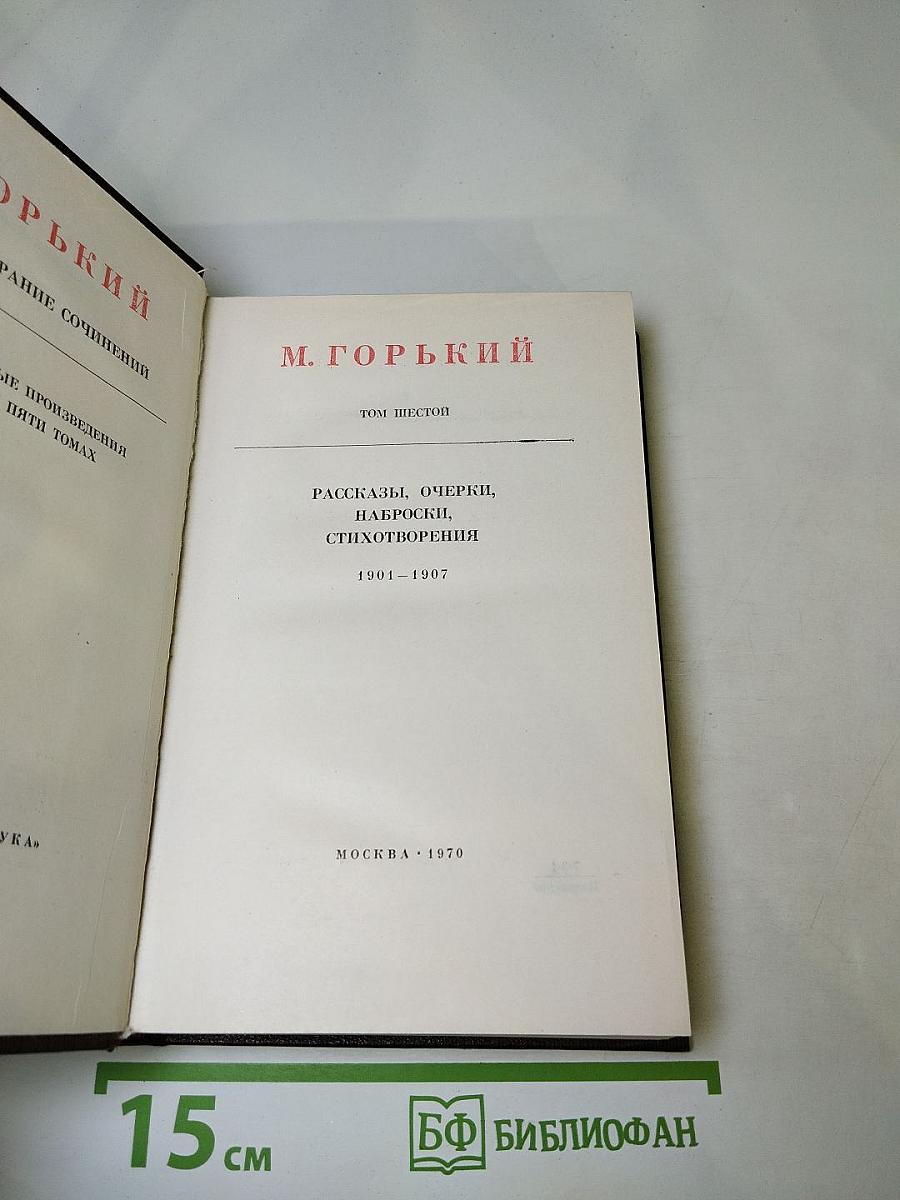 ОРЬКИЙ
РАНИЕ СОЧИНЕНИЙ
ЫЕ ПРОИЗВЕДЕНИЯ
ПЯТИ ТОМАХ
УКА»
М. ГОРЬКИЙ
ТОМ ШЕСТОЙ
РАССКАЗЫ, ОЧЕРКИ,
НАБРОСКИ,
СТИХОТВОРЕНИЯ
1901—1907
МОСКВА · 1970
15 см
БФ БИБЛИОФАН